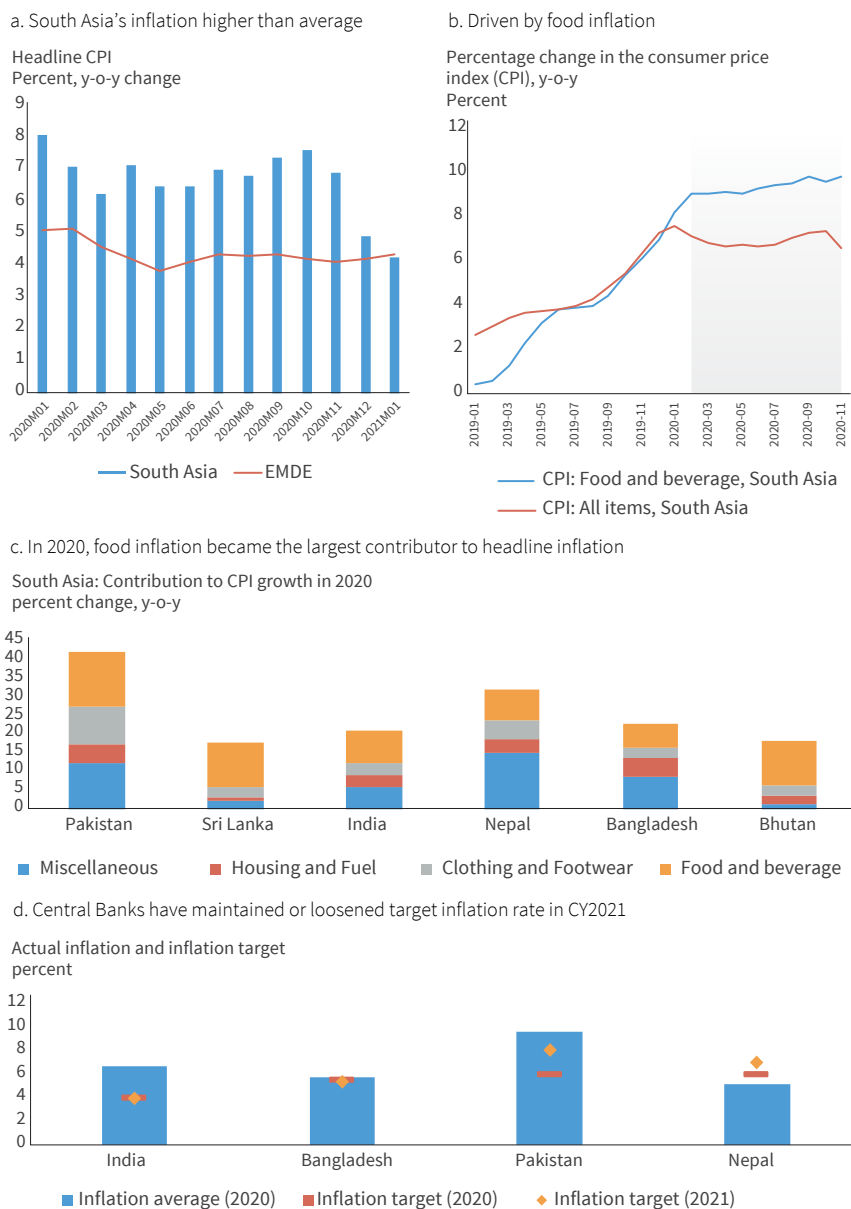 a. South Asia’s inflation higher than average
Headline CPI
Percent, y-o-y change
9
8
7
6
5
4
3
2
1
0
2020M01
2020M02
2020M03
2020M04
2020M05
2020M06
2020M07
2020M08
2020M09
2020M10
2020M11
2020M12
2021M01
South Asia
EMDE
b. Driven by food inflation
Percentage change in the consumer price
index (CPI), y-o-y
Percent
12
10
8
6
4
2
0
2019-01
2019-03
2019-05
2019-07
2019-09
2019-11
2020-01
2020-03
2020-05
2020-07
2020-09
2020-11
CPI: Food and beverage, South Asia
CPI: All items, South Asia
c. In 2020, food inflation became the largest contributor to headline inflation
South Asia: Contribution to CPI growth in 2020
percent change, y-o-y
45
40
35
30
25
20
15
10
5
0
Pakistan
Sri Lanka
India
Nepal
Bangladesh
Bhutan
Miscellaneous
Housing and Fuel
Clothing and Footwear
Food and beverage
d. Central Banks have maintained or loosened target inflation rate in CY2021
Actual inflation and inflation target
percent
12
10
8
6
4
2
0
India
Bangladesh
Pakistan
Nepal
Inflation average (2020)
Inflation target (2020)
Inflation target (2021)